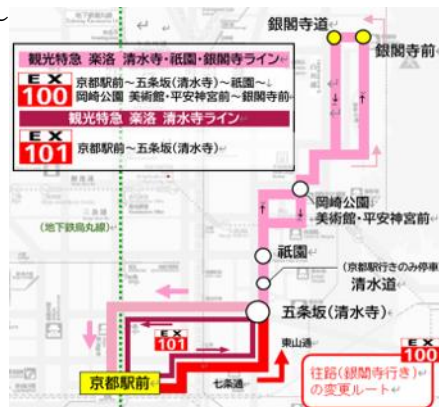 観光特急 楽洛 清水寺・祇園・銀閣寺ライン
EX
100
京都駅前～五条坂(清水寺)～祇園～
岡崎公園 美術館・平安神宮前～銀閣寺前
観光特急 楽洛 清水寺ライン
EX
101
京都駅前～五条坂(清水寺)
銀閣寺道
銀閣寺前
岡崎公園
美術館・平安神宮前
(地下鉄烏丸線)
祇園
(京都駅行きのみ停車)
清水道
五条坂(清水寺)
EX
101
東山通
EX
100
京都駅前
七条通
往路(銀閣寺行き)
の変更ルート